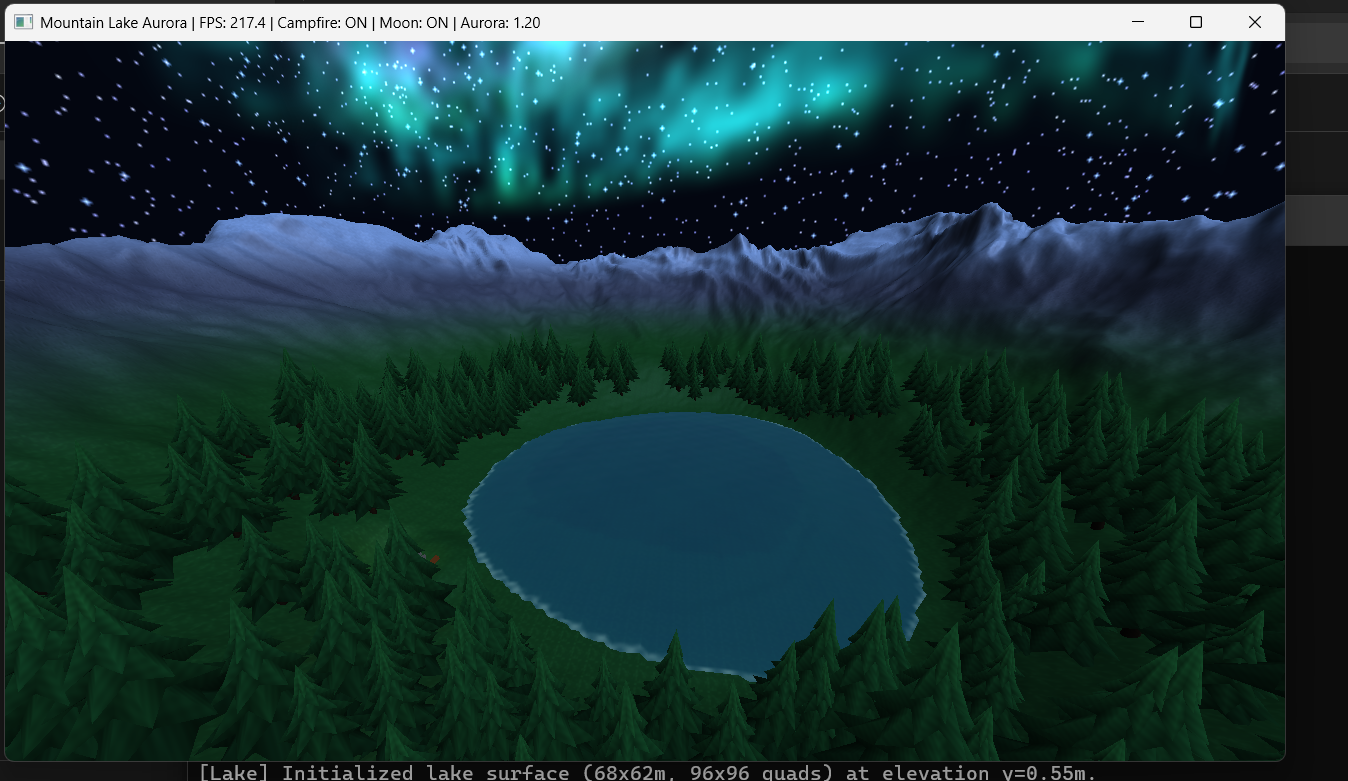 Mountain Lake Aurora | FPS: 217.4 | Campfire: ON | Moon: ON | Aurora: 1.20
[Lake] Initialized lake surface (68x62m, 96x96 quads) at elevation y=0.55m.